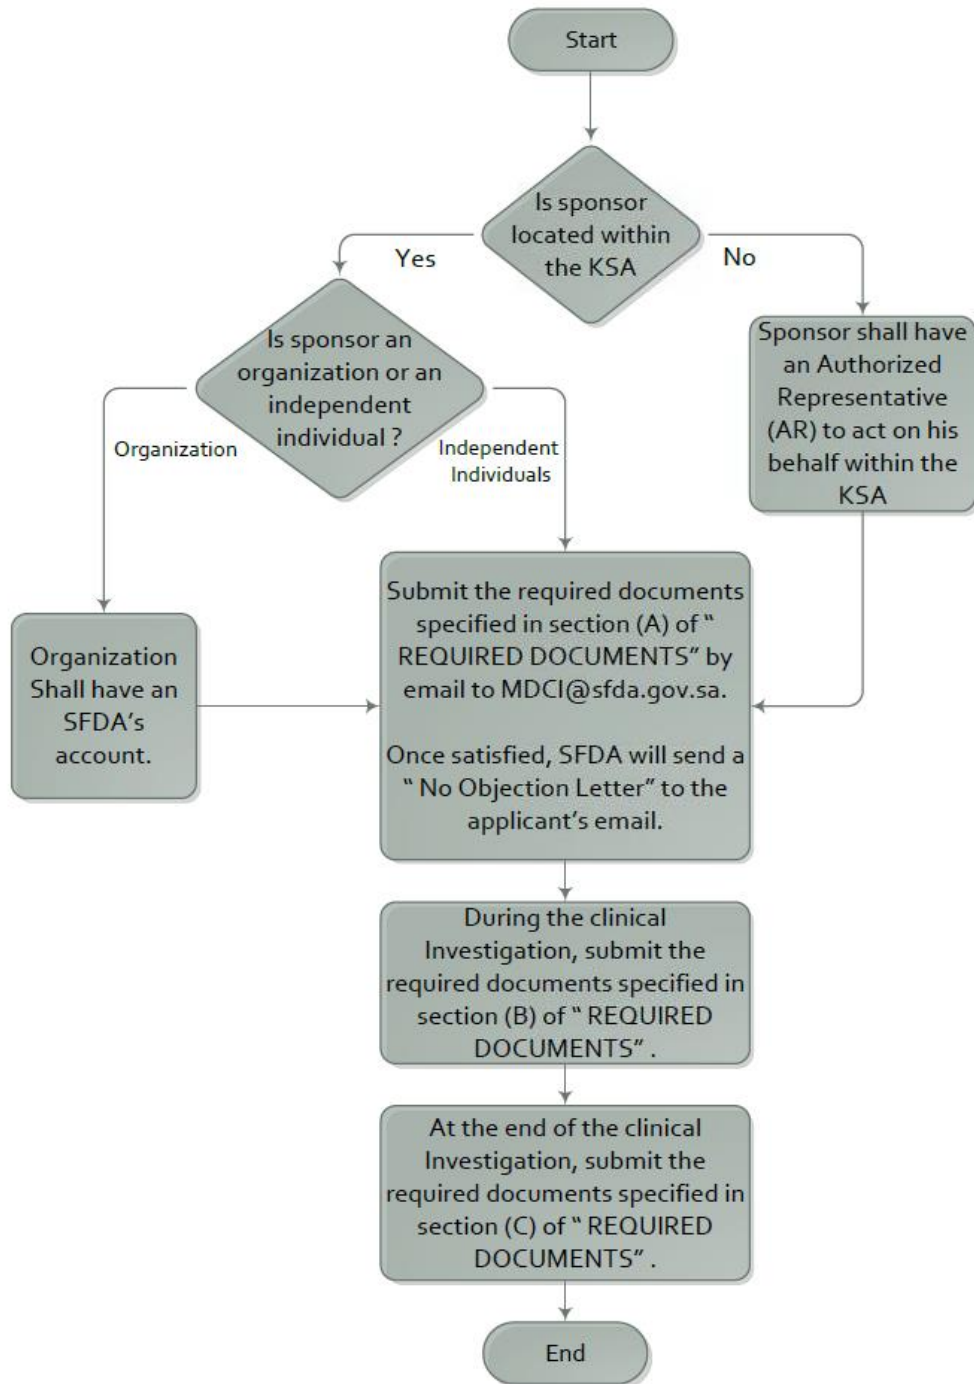 Start
Is sponsor
located within
the KSA
Yes
No
Is sponsor an
organization or an
independent
individual ?
Sponsor shall have
an Authorized
Representative
(AR) to act on his
behalf within the
KSA
Organization
Independent
Individuals
Organization
Shall have an
SFDA’s
account.
Submit the required documents
specified in section (A) of “
REQUIRED DOCUMENTS” by
email to MDCI@sfda.gov.sa.
Once satisfied, SFDA will send a
“ No Objection Letter” to the
applicant’s email.
During the clinical
Investigation, submit the
required documents specified in
section (B) of “ REQUIRED
DOCUMENTS” .
At the end of the clinical
Investigation, submit the
required documents specified in
section (C) of “ REQUIRED
DOCUMENTS” .
End